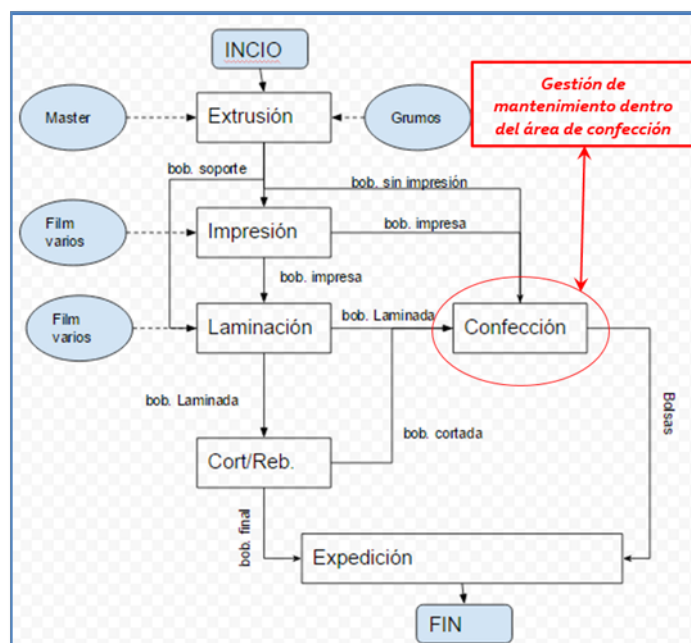 INCIO
Gestión de
mantenimiento dentro
del área de confección
Master
Extrusión
Grumos
bob. soporte
bob. sin impresión
Film
varios
Impresión
bob. impresa
bob. impresa
Film
varios
Laminación
bob. Laminada
Confección
bob. Laminada
Bolsas
bob. cortada
Cort/Reb.
bob. final
Expedición
FIN